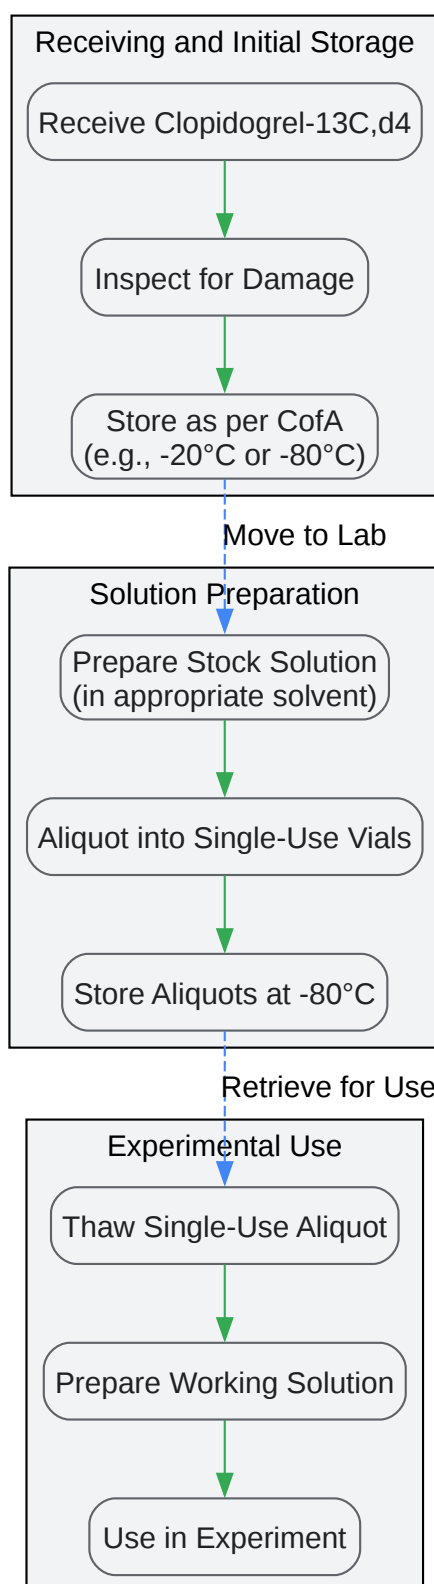 Receiving and Initial Storage
Receive Clopidogrel-13C,d4
Inspect for Damage
Store as per CofA
(e.g., -20°C or -80°C)
Move to Lab
Solution Preparation
Prepare Stock Solution
(in appropriate solvent)
Aliquot into Single-Use Vials
Store Aliquots at -80°C
Retrieve for Use
Experimental Use
Thaw Single-Use Aliquot
Prepare Working Solution
Use in Experiment